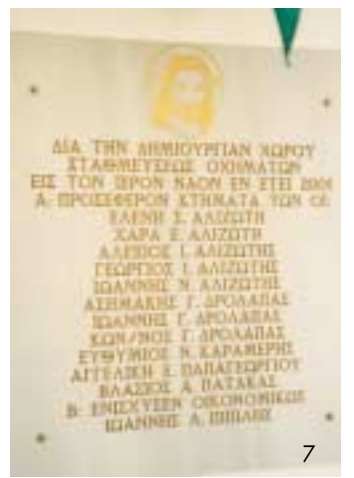 ΔΙΑ ΤΗΝ ΔΗΜΙΟΥΡΓΙΑΝ ΧΩΡΟΥ
ΣΤΑΘΜΕΥΣΕΩΣ ΟΧΗΜΑΤΩΝ
ΕΙΣ ΤΟΝ ΙΕΡΟΝ ΝΑΟΝ ΕΝ ΕΤΕΙ
Α. ΠΡΟΣΕΦΕΡΟΝ ΚΤΗΜΑΤΑ ΤΩΝ ΟΙ:
ΕΛΕΝΗ Σ. ΑΛΙΖΩΤΗ
ΧΑΡΑ Σ. ΑΛΙΖΩΤΗ
ΑΛΕΞΙΟΣ Ι. ΑΛΙΖΩΤΗΣ
ΓΕΩΡΓΙΟΣ Ι. ΑΛΙΖΩΤΗΣ
ΙΩΑΝΝΗΣ Ν. ΑΛΙΖΩΤΗΣ
ΑΣΗΜΑΚΗΣ Γ. ΔΡΟΛΑΠΑΣ
ΙΩΑΝΝΗΣ Γ. ΔΡΟΛΑΠΑΣ
ΚΩΝ/ΝΟΣ Γ. ΔΡΟΛΑΠΑΣ
ΕΥΘΥΜΙΟΣ Ν. ΚΑΡΑΜΕΡΗΣ
ΑΓΓΕΛΙΚΗ Σ. ΠΑΠΑΓΕΩΡΓΙΟΥ
ΒΛΑΣΙΟΣ Α. ΠΑΤΑΚΑΣ
Β: ΕΝΙΣΧΥΣΕΝ ΟΙΚΟΝΟΜΙΚΩΣ
ΙΩΑΝΝΗΣ Α. ΠΙΠΛΗΣ
7